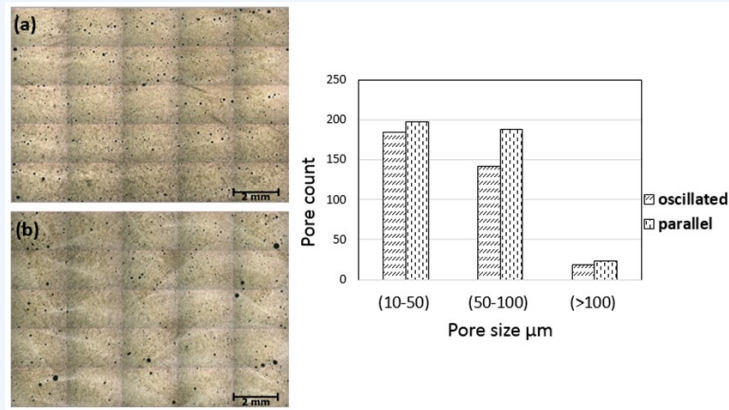 (a)
2 mm
(b)
2 mm
250
200
150
100
50
0
Pore count
(10-50)
(50-100)
(>100)
Pore size μm
oscillated
parallel